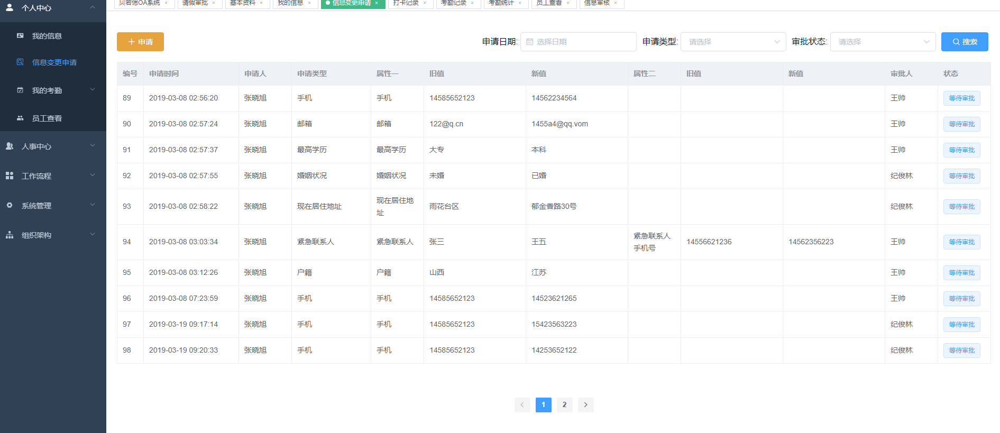 个人中心
我的信息
信息变更申请
我的考勤
员工查看
人事中心
工作流程
系统管理
组织架构
贝若偲OA系统 × 请假审批 × 基本资料 × 我的信息 × 信息变更申请 × 打卡记录 × 考勤记录 × 考勤统计 × 员工查看 × 信息审核 ×
申请 申请日期: 选择日期 申请类型: 请选择 审批状态: 请选择 搜索
编号 申请时间 申请人 申请类型 属性一 旧值 新值 属性二 旧值 新值 审批人 状态
89 2019-03-08 02:56:20 张晓旭 手机 手机 14585652123 14562234564 王帅 等待审批
90 2019-03-08 02:57:24 张晓旭 邮箱 邮箱 122@q.cn 1455a4@qq.vom 王帅 等待审批
91 2019-03-08 02:57:37 张晓旭 最高学历 最高学历 大专 本科 王帅 等待审批
92 2019-03-08 02:57:55 张晓旭 婚姻状况 婚姻状况 未婚 已婚 纪俊林 等待审批
93 2019-03-08 02:58:22 张晓旭 现在居住地址 现在居住地
址 雨花台区 郁金香路30号 纪俊林 等待审批
94 2019-03-08 03:03:34 张晓旭 紧急联系人 紧急联系人 张三 王五 紧急联系人
手机号 14556621236 14562356223 王帅 等待审批
95 2019-03-08 03:12:26 张晓旭 户籍 户籍 山西 江苏 王帅 等待审批
96 2019-03-08 07:23:59 张晓旭 手机 手机 14585652123 14523621265 王帅 等待审批
97 2019-03-19 09:17:14 张晓旭 手机 手机 14585652123 15423563223 纪俊林 等待审批
98 2019-03-19 09:20:33 张晓旭 手机 手机 14585652123 14253652122 纪俊林 等待审批
1 2